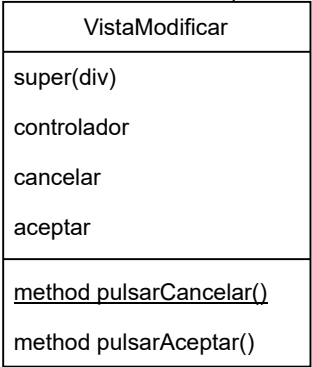 VistaModificar
super(div)
controlador
cancelar
aceptar
method pulsarCancelar()
method pulsarAceptar()